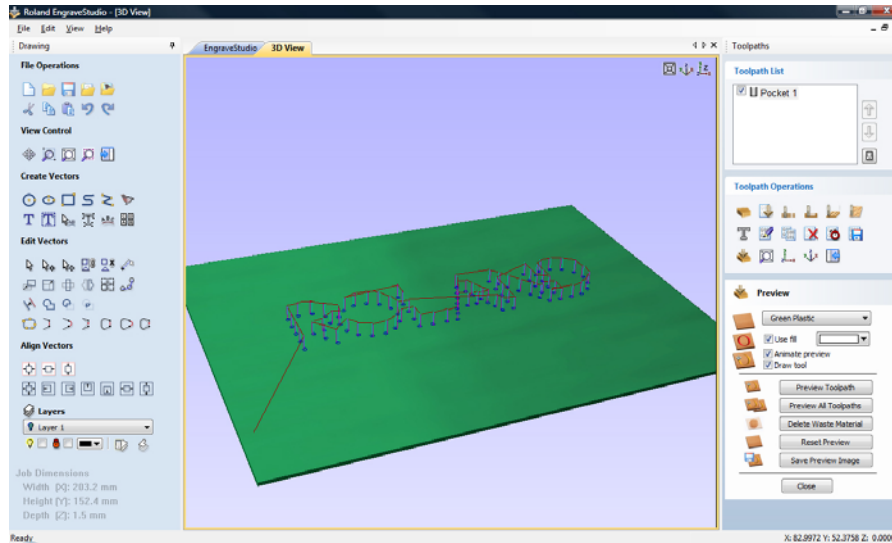 Roland EngraveStudio - [3D View]
File Edit View Help
Drawing
EngraveStudio 3D View
Toolpaths
File Operations
View Control
Create Vectors
Edit Vectors
Align Vectors
Layers
Layer 1
Job Dimensions
Width (X): 203.2 mm
Height (Y): 152.4 mm
Depth (Z): 1.5 mm
Toolpath List
Pocket 1
Toolpath Operations
Preview
Green Plastic
Use fill
Animate preview
Draw tool
Preview Toolpath
Preview All Toolpaths
Delete Waste Material
Reset Preview
Save Preview Image
Close
Ready
X: 82.9972 Y: 52.3758 Z: 0.000